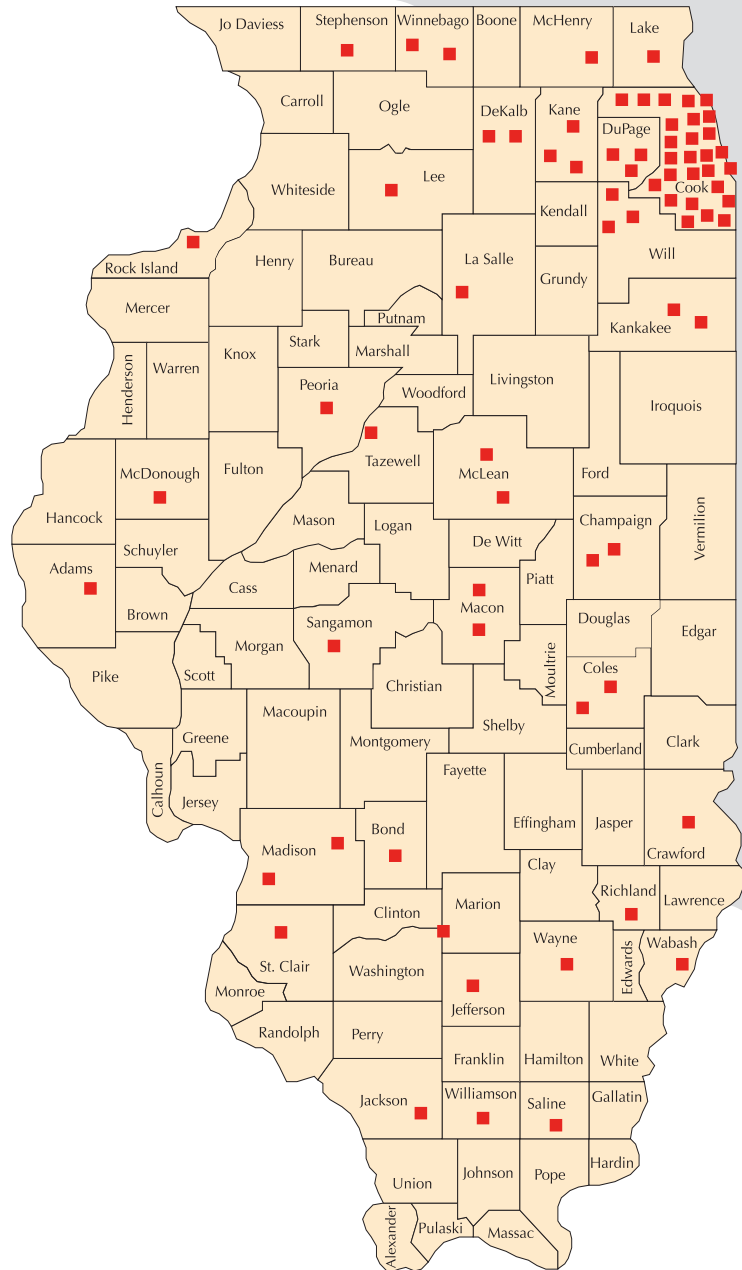 Jo Daviess
Stephenson
Winnebago
Boone
McHenry
Lake
Carroll
Ogle
DeKalb
Kane
DuPage
Cook
Whiteside
Lee
Kendall
Will
Rock Island
Henry
Bureau
La Salle
Grundy
Mercer
Putnam
Kankakee
Henderson
Warren
Knox
Stark
Marshall
Peoria
Woodford
Livingston
Iroquois
McDonough
Fulton
Tazewell
McLean
Ford
Vermilion
Hancock
Mason
Logan
Champaign
Schuyler
De Witt
Adams
Cass
Menard
Piatt
Brown
Macon
Douglas
Edgar
Sangamon
Morgan
Scott
Pike
Christian
Moultrie
Coles
Macoupin
Greene
Shelby
Montgomery
Cumberland
Clark
Calhoun
Jersey
Fayette
Effingham
Jasper
Crawford
Madison
Bond
Clay
Richland
Lawrence
Clinton
Marion
Wayne
Edwards
Wabash
St. Clair
Washington
Monroe
Jefferson
Randolph
Perry
Franklin
Hamilton
White
Jackson
Williamson
Saline
Gallatin
Union
Johnson
Pope
Hardin
Alexander
Pulaski
Massac